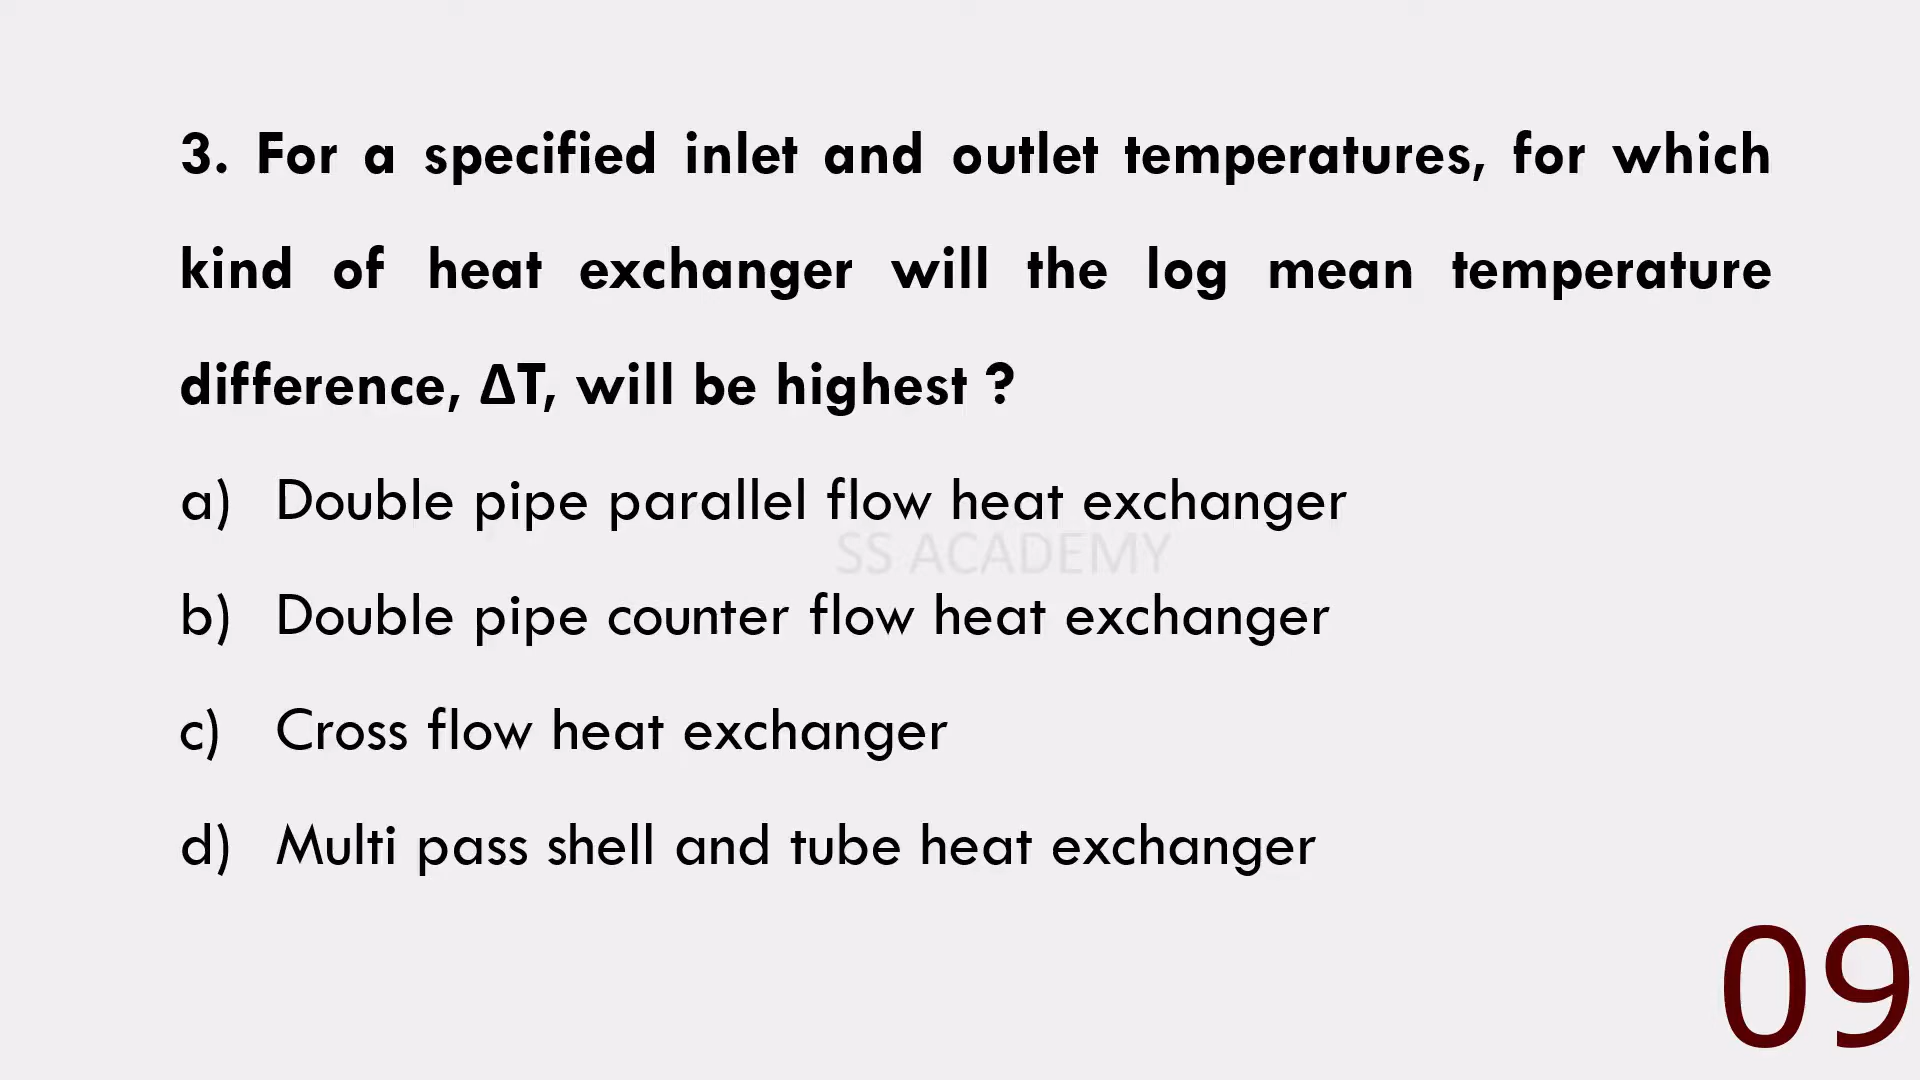 3. For a specified inlet and outlet temperatures, for which
kind of heat exchanger will the log mean temperature
difference, ΔT, will be highest ?
a) Double pipe parallel flow heat exchanger
SS ACADEMY
b) Double pipe counter flow heat exchanger
c) Cross flow heat exchanger
d) Multi pass shell and tube heat exchanger
09